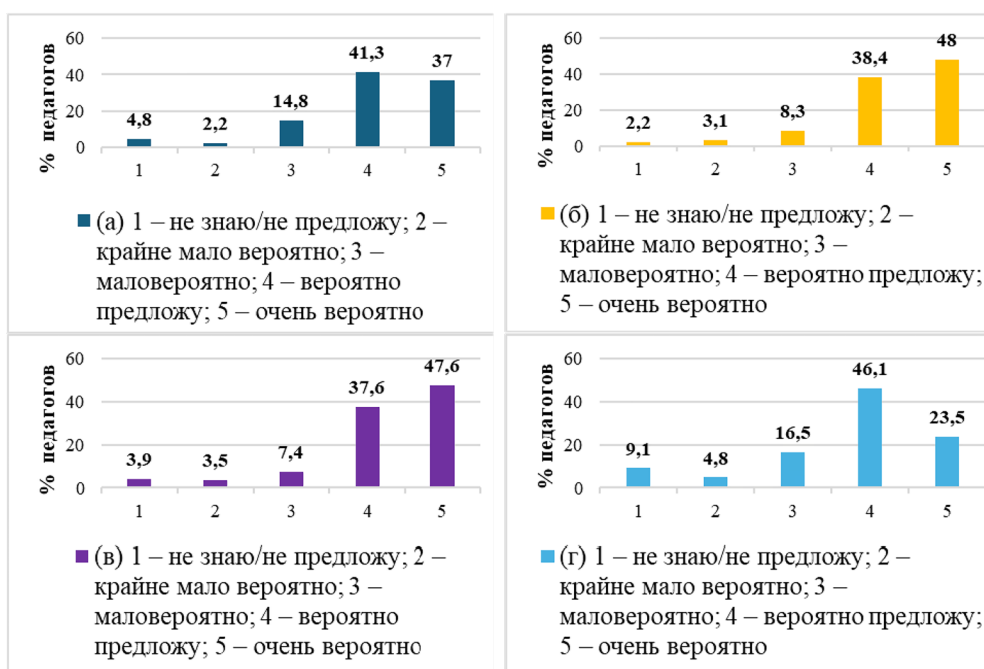 % педагогов
60
40
20
0
4,8
2,2
14,8
41,3
37
1 2 3 4 5
(а) 1 – не знаю/не предложу; 2 –
крайне мало вероятно; 3 –
маловероятно; 4 – вероятно
предложу; 5 – очень вероятно
% педагогов
60
40
20
0
2,2
3,1
8,3
38,4
48
1 2 3 4 5
(б) 1 – не знаю/не предложу; 2 –
крайне мало вероятно; 3 –
маловероятно; 4 – вероятно предложу;
5 – очень вероятно
% педагогов
60
40
20
0
3,9
3,5
7,4
37,6
47,6
1 2 3 4 5
(в) 1 – не знаю/не предложу; 2 –
крайне мало вероятно; 3 –
маловероятно; 4 – вероятно
предложу; 5 – очень вероятно
% педагогов
60
40
20
0
9,1
4,8
16,5
46,1
23,5
1 2 3 4 5
(г) 1 – не знаю/не предложу; 2 –
крайне мало вероятно; 3 –
маловероятно; 4 – вероятно предложу;
5 – очень вероятно